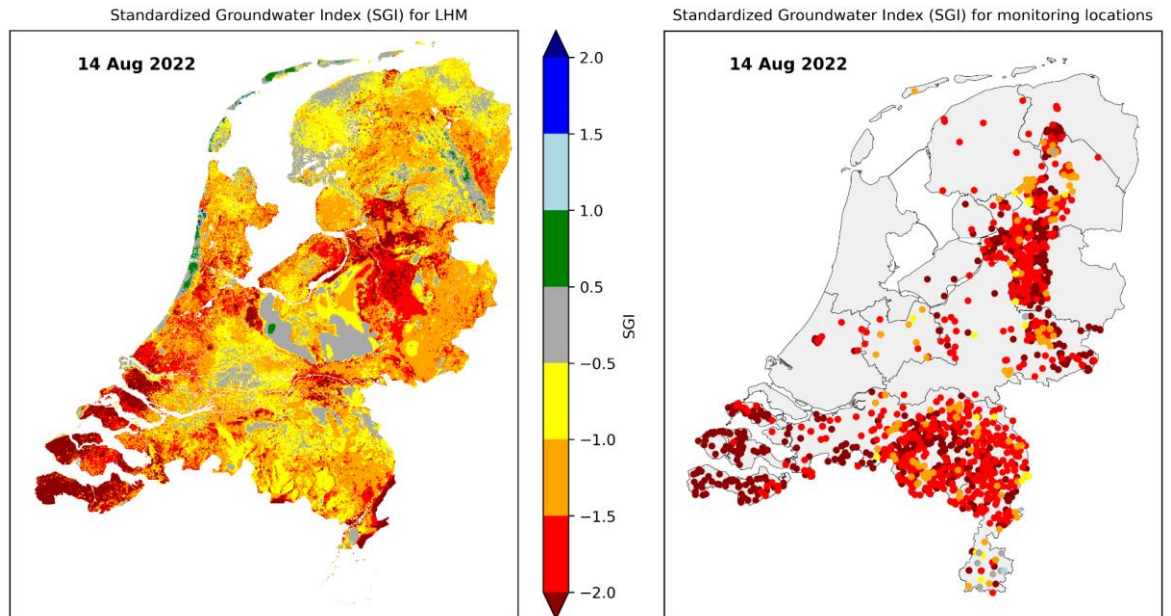 Standardized Groundwater Index (SGI) for LHM
14 Aug 2022
2.0
1.5
1.0
0.5
−0.5
−1.0
−1.5
−2.0
SGI
Standardized Groundwater Index (SGI) for monitoring locations
14 Aug 2022